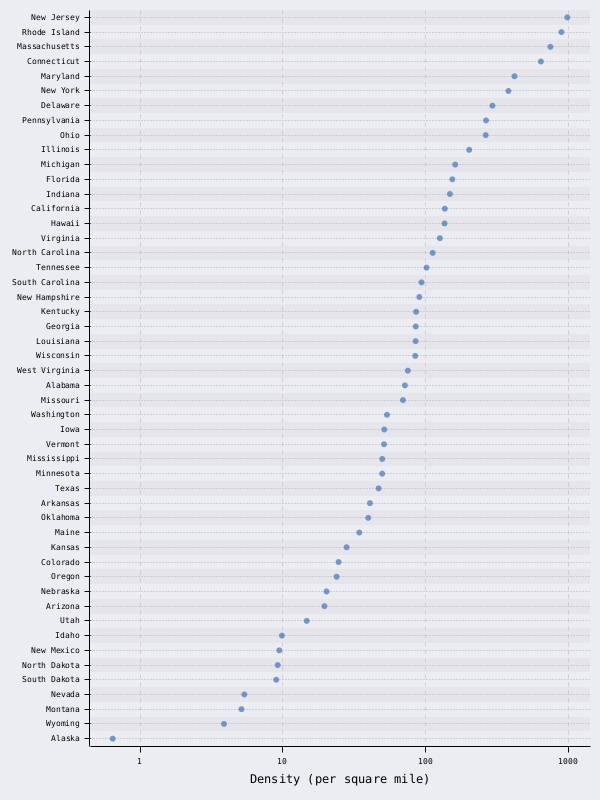 New Jersey
Rhode Island
Massachusetts
Connecticut
Maryland
New York
Delaware
Pennsylvania
Ohio
Illinois
Michigan
Florida
Indiana
California
Hawaii
Virginia
North Carolina
Tennessee
South Carolina
New Hampshire
Kentucky
Georgia
Louisiana
Wisconsin
West Virginia
Alabama
Missouri
Washington
Iowa
Vermont
Mississippi
Minnesota
Texas
Arkansas
Oklahoma
Maine
Kansas
Colorado
Oregon
Nebraska
Arizona
Utah
Idaho
New Mexico
North Dakota
South Dakota
Nevada
Montana
Wyoming
Alaska
1 10 100 1000
Density (per square mile)